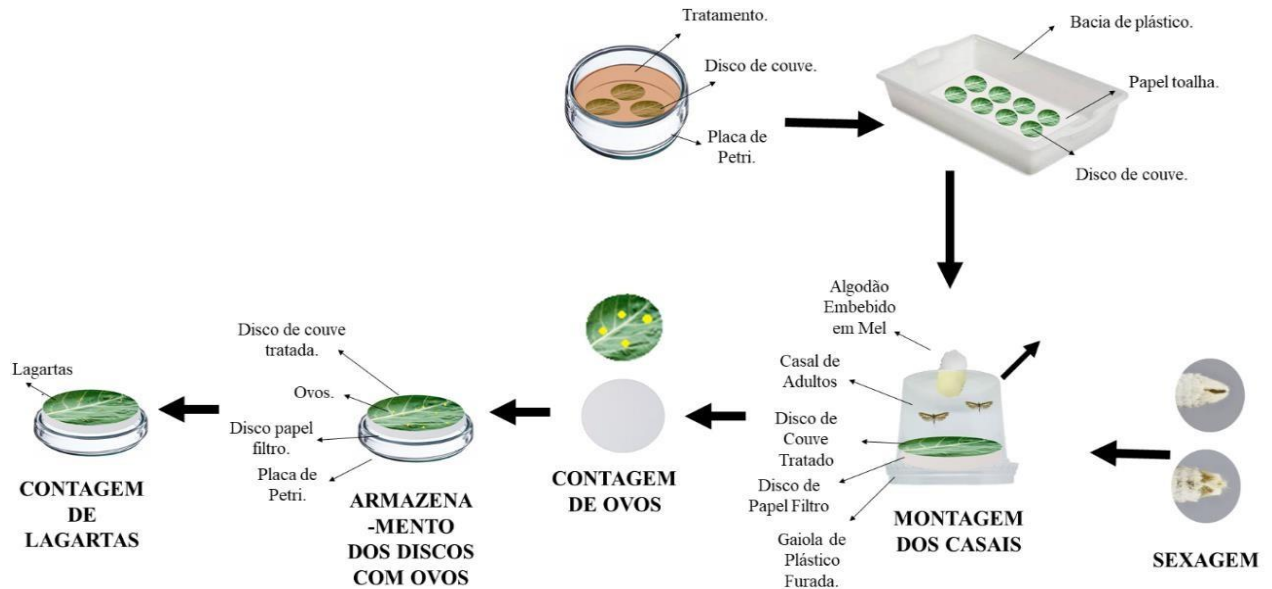 Tratamento.
Disco de couve.
Placa de
Petri.
Bacia de plástico.
Papel toalha.
Disco de couve.
Algodão
Embebido
em Mel
Casal de
Adultos
Disco de
Couve
Tratado
Disco de
Papel Filtro
Gaiola de
Plástico
Furada.
MONTAGEM
DOS CASAIS
SEXAGEM
CONTAGEM
DE OVOS
Disco de couve
tratada.
Ovos.
Disco papel
filtro.
Placa de
Petri.
ARMAZENA
-MENTO
DOS DISCOS
COM OVOS
Lagartas
CONTAGEM
DE
LAGARTAS